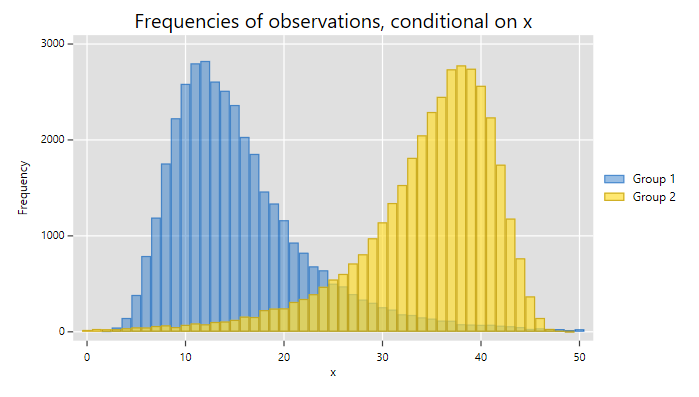 Frequencies of observations, conditional on x
3000
2000
1000
0
Frequency
0 10 20 30 40 50
x
Group 1
Group 2